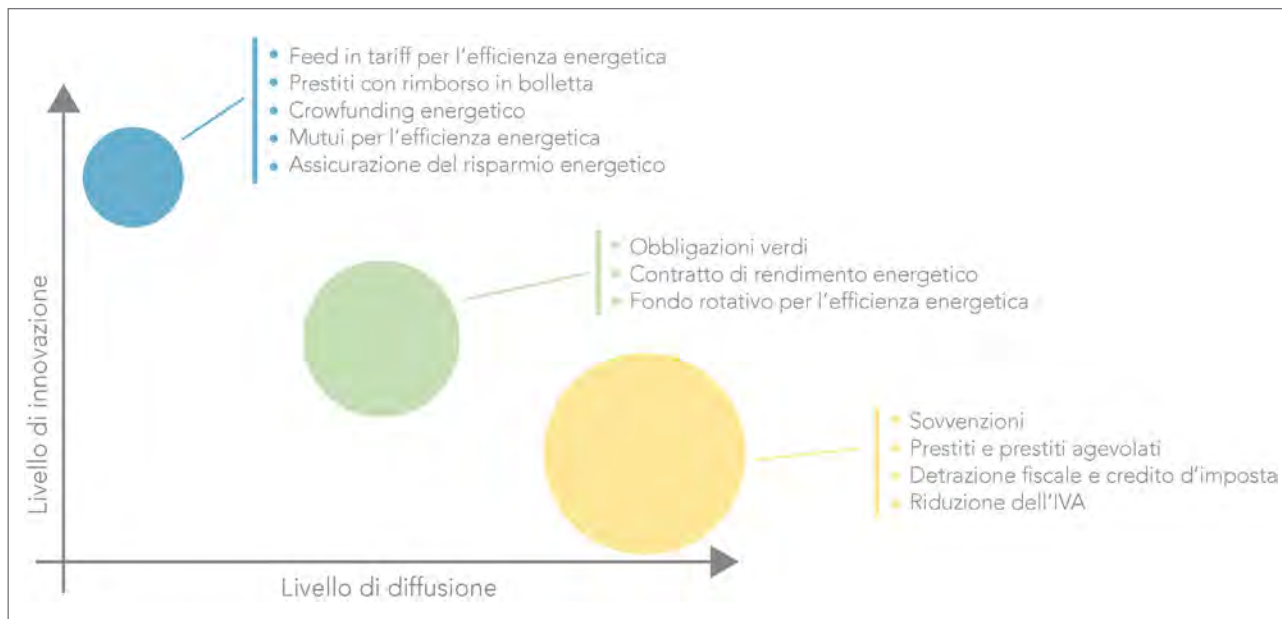 Feed in tariff per l'efficienza energetica
Prestiti con rimborso in bolletta
Crowfunding energetico
Mutui per l'efficienza energetica
Assicurazione del risparmio energetico
Obbligazioni verdi
Contratto di rendimento energetico
Fondo rotativo per l'efficienza energetica
Sovvenzioni
Prestiti e prestiti agevolati
Detrazione fiscale e credito d'imposta
Riduzione dell'IVA
Livello di innovazione
Livello di diffusione